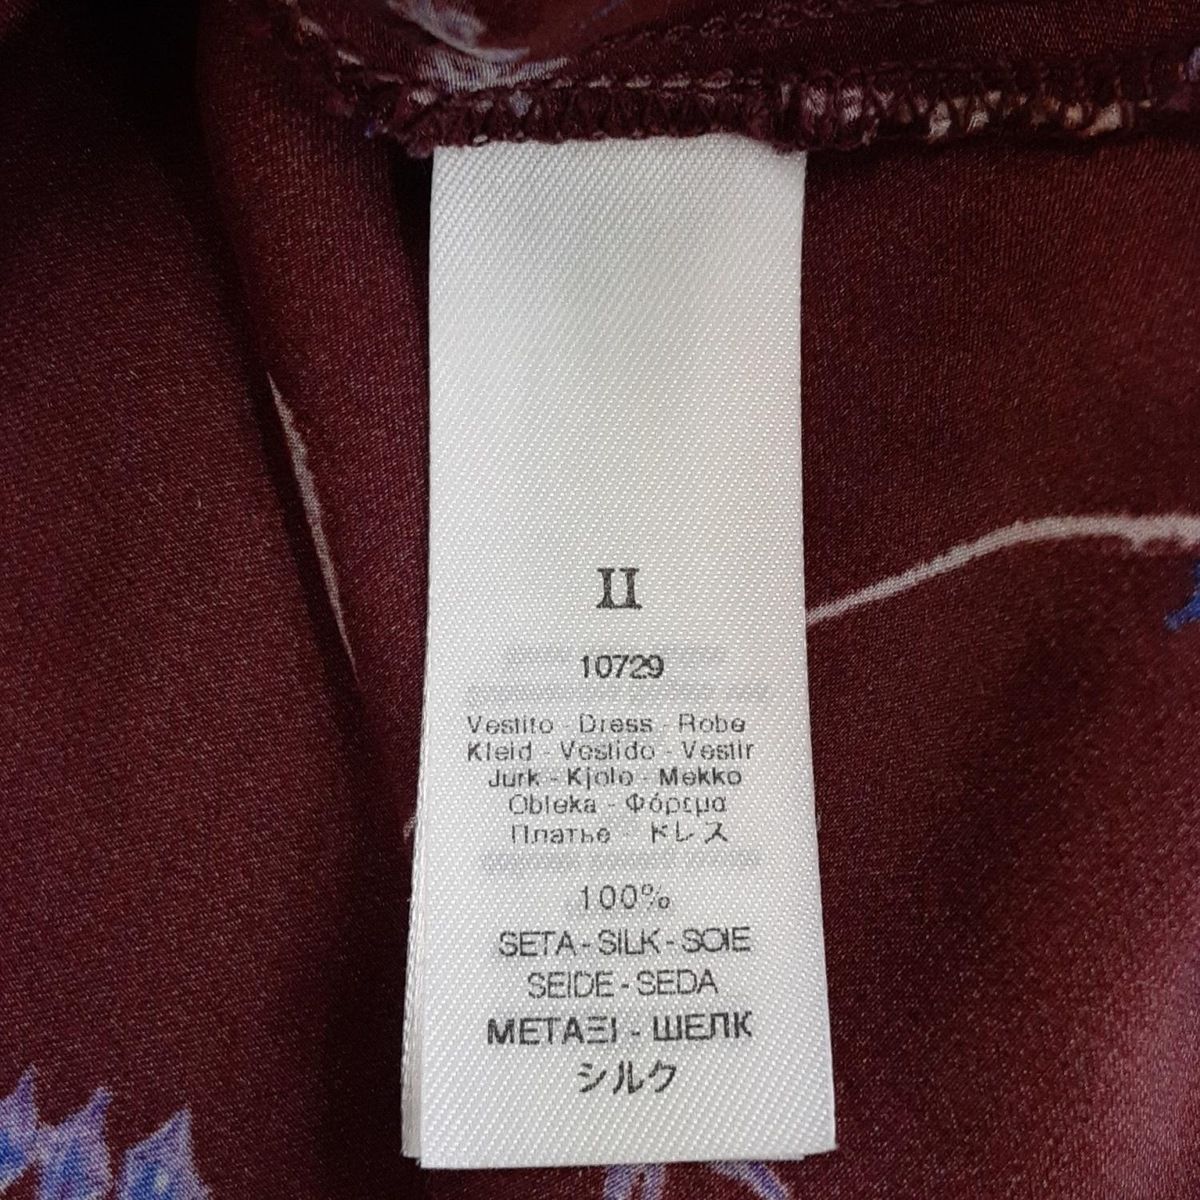 II
10729
Vestito - Dress - Robe
Kleid - Vestido - Vestir
Jurk - Kjole - Mekko
Obleka - Φόρεμα
Платье - ドレス
100%
SETA - SILK - SOIE
SEIDE - SEDA
ΜΕΤΑΞΙ - ШЕЛК
シルク